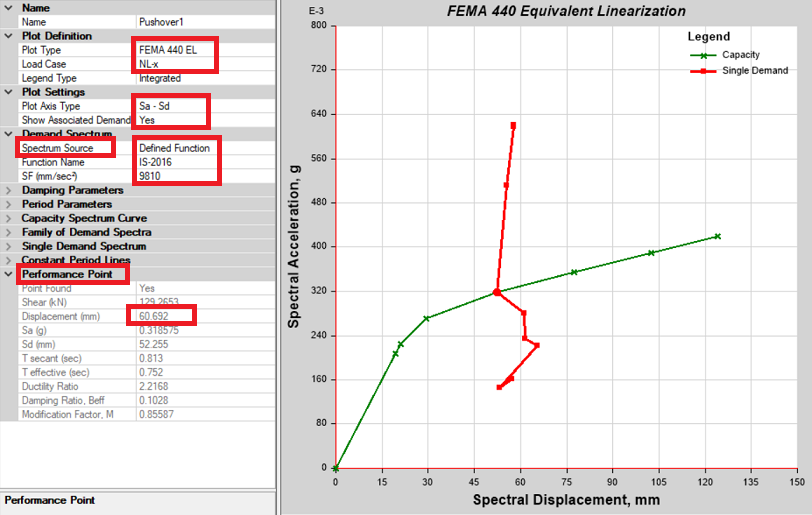 Name
Name Pushover1
Plot Definition
Plot Type FEMA 440 EL
Load Case NL-x
Legend Type Integrated
Plot Settings
Plot Axis Type Sa - Sd
Show Associated Demand Yes
Demand Spectrum
Spectrum Source Defined Function
Function Name IS-2016
SF (mm/sec²) 9810
Damping Parameters
Period Parameters
Capacity Spectrum Curve
Family of Demand Spectra
Single Demand Spectrum
Constant Period Lines
Performance Point
Point Found Yes
Shear (kN) 129.2653
Displacement (mm) 60.692
Sa (g) 0.318575
Sd (mm) 52.255
T secant (sec) 0.813
T effective (sec) 0.752
Ductility Ratio 2.2168
Damping Ratio, Beff 0.1028
Modification Factor, M 0.85587
Performance Point
FEMA 440 Equivalent Linearization
E-3
800
720
640
560
480
400
320
240
160
80
0
Spectral Acceleration, g
Legend
Capacity
Single Demand
0 15 30 45 60 75 90 105 120 135 150
Spectral Displacement, mm